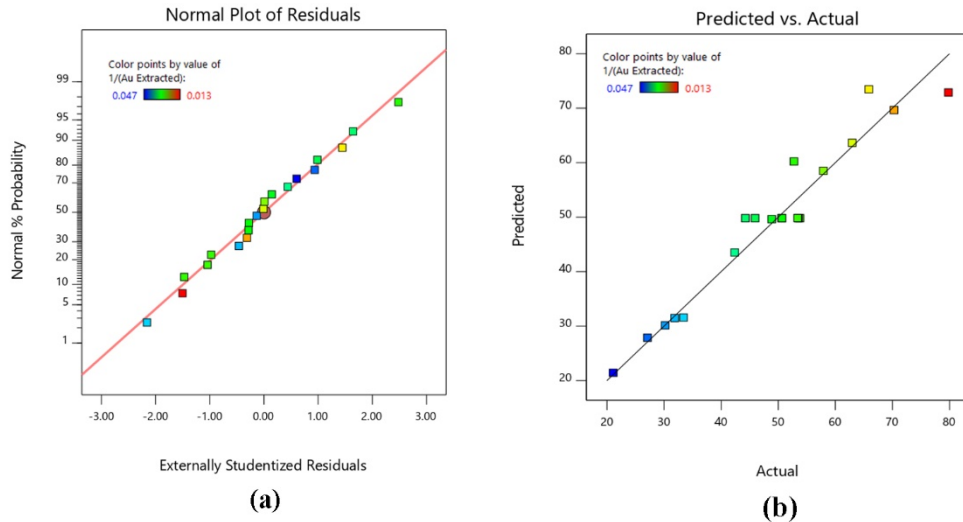 Normal Plot of Residuals
Color points by value of
1/(Au Extracted):
0.047 0.013
Normal % Probability
99
95
90
80
70
50
30
20
10
5
1
-3.00 -2.00 -1.00 0.00 1.00 2.00 3.00
Externally Studentized Residuals
(a)
Predicted vs. Actual
Color points by value of
1/(Au Extracted):
0.047 0.013
Predicted
80
70
60
50
40
30
20
20 30 40 50 60 70 80
Actual
(b)